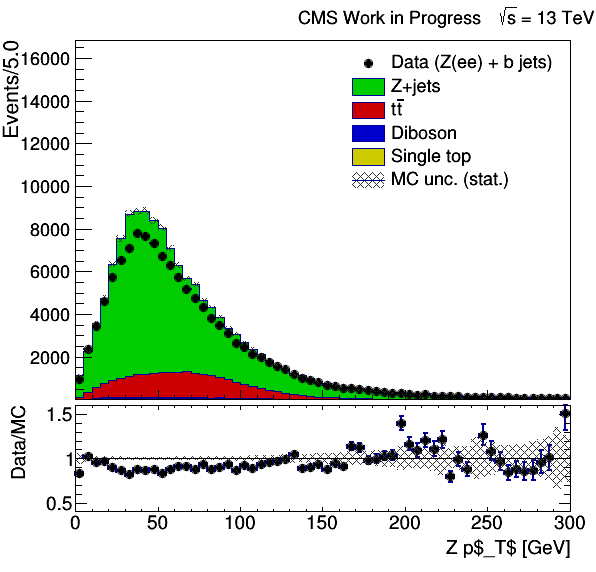 CMS Work in Progress √s = 13 TeV
Events/5.0
16000
14000
12000
10000
8000
6000
4000
2000
Data (Z(ee) + b jets)
Z+jets
tt̅
Diboson
Single top
MC unc. (stat.)
Data/MC
1.5
1
0.5
0 50 100 150 200 250 300
Z p$_T$ [GeV]